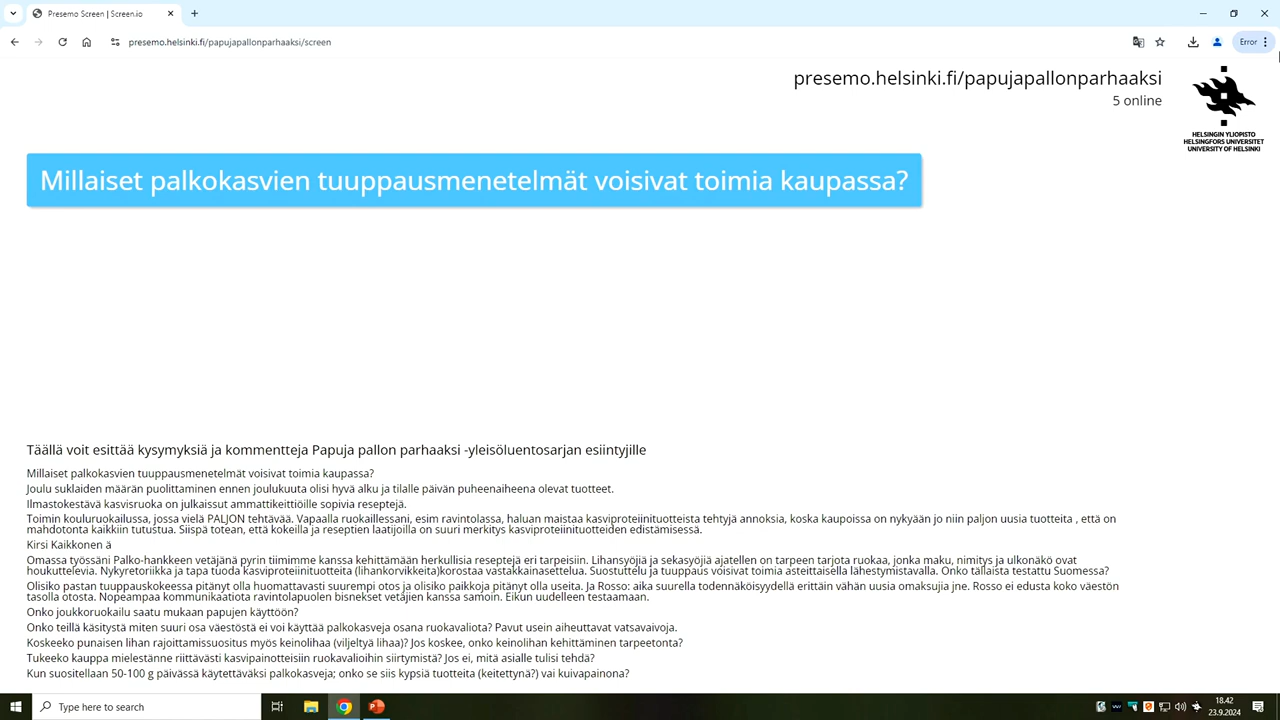 Presemo Screen | Screen.io
presemo.helsinki.fi/papujapallonparhaaksi/screen
Error
presemo.helsinki.fi/papujapallonparhaaksi
5 online
HELSINGIN YLIOPISTO
HELSINGFORS UNIVERSITET
UNIVERSITY OF HELSINKI
Millaiset palkokasvien tuuppausmenetelmät voisivat toimia kaupassa?
Täällä voit esittää kysymyksiä ja kommentteja Papuja pallon parhaaksi -yleisöluentosarjan esiintyjille
Millaiset palkokasvien tuuppausmenetelmät voisivat toimia kaupassa?
Joulu suklaiden määrän puolittaminen ennen joulukuuta olisi hyvä alku ja tilalle päivän puheenaiheena olevat tuotteet.
Ilmastokestävä kasvisruoka on julkaissut ammattikeittiöille sopivia reseptejä.
Toimin kouluruokailussa, jossa vielä PALJON tehtävää. Vapaalla ruokaillessani, esim ravintolassa, haluan maistaa kasviproteiinituotteista tehtyjä annoksia, koska kaupoissa on nykyään jo niin paljon uusia tuotteita , että on
mahdotonta kaikkiin tutustua. Siispä totean, että kokeilla ja reseptien laatijoilla on suuri merkitys kasviproteiinituotteiden edistamisessä.
Kirsi Kaikkonen ä
Omassa työssäni Palko-hankkeen vetäjänä pyrin tiimimme kanssa kehittämään herkullisia reseptejä eri tarpeisiin. Lihansyöjiä ja sekasyöjiä ajatellen on tarpeen tarjota ruokaa, jonka maku, nimitys ja ulkonäkö ovat
houkuttelevia. Nykyretoriikka ja tapa tuoda kasviproteiinituotteita (lihankorvikkeita)korostaa vastakkainasettelua. Suostuttelu ja tuuppaus voisivat toimia asteittaisella lähestymistavalla. Onko tällaista testattu Suomessa?
Olisiko pastan tuuppauskokeessa pitänyt olla huomattavasti suurempi otos ja olisiko paikkoja pitänyt olla useita. Ja Rosso: aika suurella todennäköisyydellä erittäin vähän uusia omaksujia jne. Rosso ei edusta koko väestön
tasolla otosta. Nopeampaa kommunikaatiota ravintolapuolen bisnekset vetäjien kanssa samoin. Eikun uudelleen testaamaan.
Onko joukkoruokailu saatu mukaan papujen käyttöön?
Onko teillä käsitystä miten suuri osa väestöstä ei voi käyttää palkokasveja osana ruokavaliota? Pavut usein aiheuttavat vatsavaivoja.
Koskeeko punaisen lihan rajoittamissuositus myös keinolihaa (viljeltyä lihaa)? Jos koskee, onko keinolihan kehittäminen tarpeetonta?
Tukeeko kauppa mielestänne riittävästi kasvipainotteisiin ruokavalioihin siirtymistä? Jos ei, mitä asialle tulisi tehdä?
Kun suositellaan 50-100 g päivässä käytettäväksi palkokasveja; onko se siis kypsiä tuotteita (keitettynä?) vai kuivapainona?
Type here to search
18.42
23.9.2024